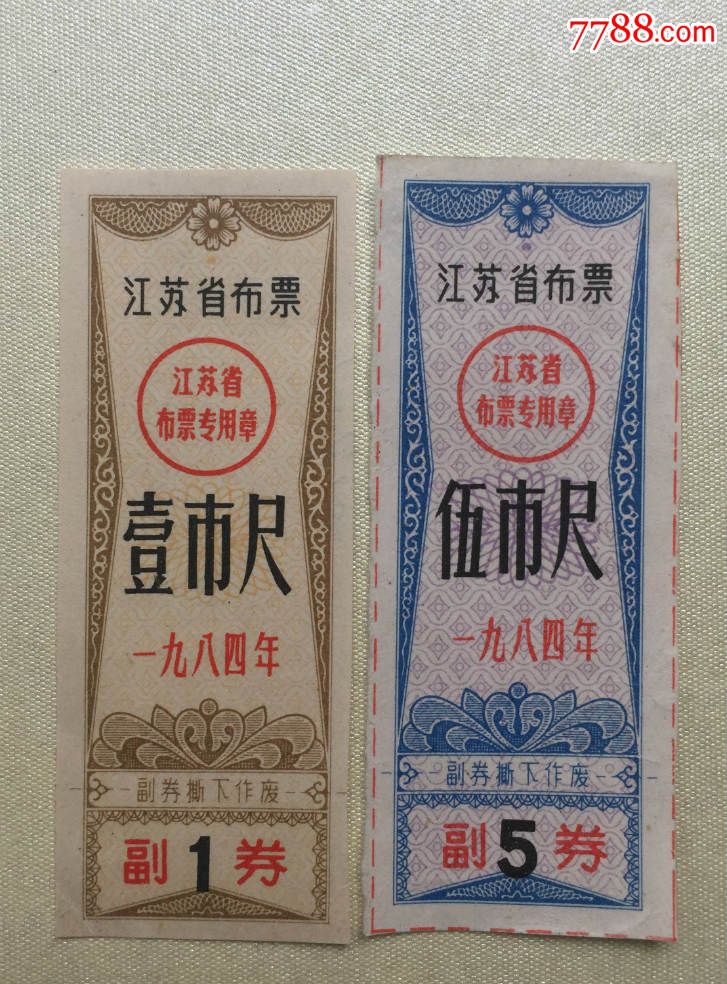 7788.com
江苏省布票
江苏省
布票专用章
壹市尺
一九八四年
副券撕下作废
副1券
江苏省布票
江苏省
布票专用章
伍市尺
一九八四年
副券撕下作废
副5券